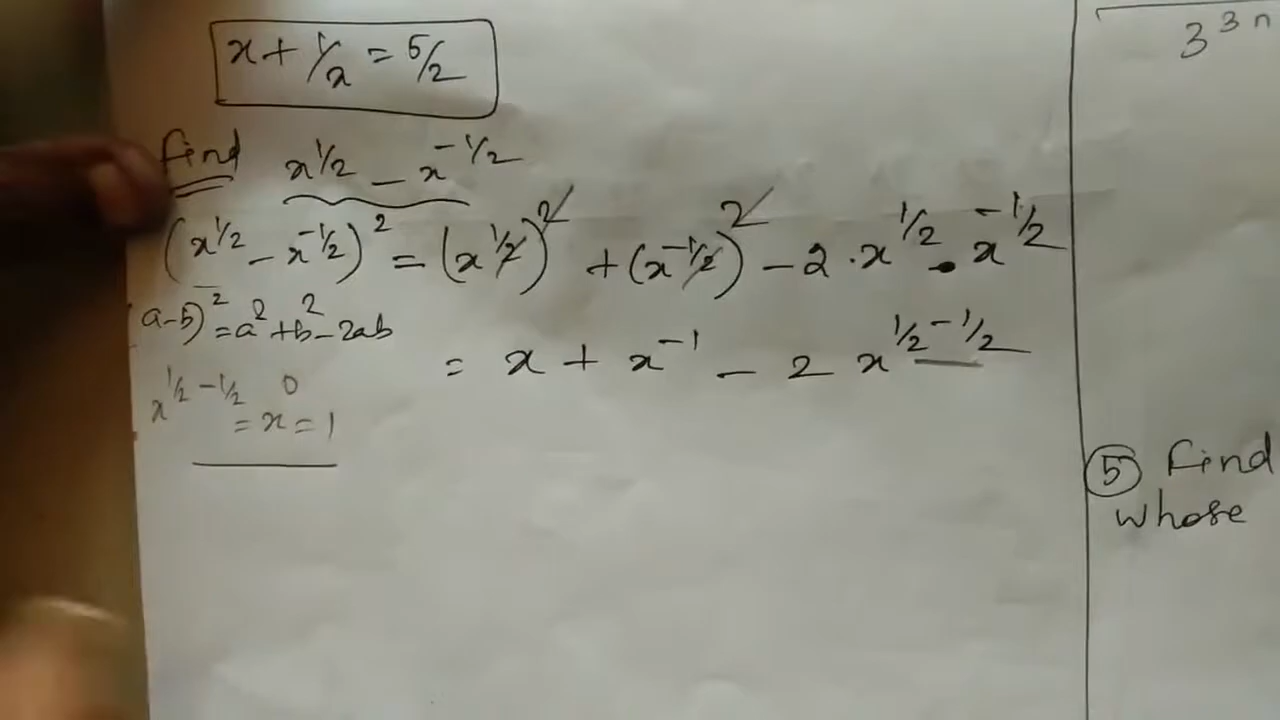 x + 1/x = 5/2
Find x^1/2 - x^-1/2
(x^1/2 - x^-1/2)^2 = (x^1/2)^2 + (x^-1/2)^2 - 2 . x^1/2 . x^-1/2
a-b)^2 = a^2 + b^2 - 2ab
= x + x^-1 - 2 x^1/2-1/2
x^1/2-1/2 = x^0 = 1
3^3n
⑤ Find
whose